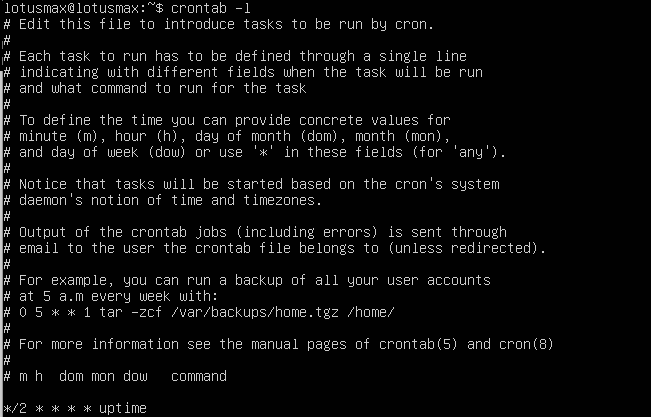 lotusmax@lotusmax:~$ crontab -l
# Edit this file to introduce tasks to be run by cron.
#
# Each task to run has to be defined through a single line
# indicating with different fields when the task will be run
# and what command to run for the task
#
# To define the time you can provide concrete values for
# minute (m), hour (h), day of month (dom), month (mon),
# and day of week (dow) or use '*' in these fields (for 'any').
#
# Notice that tasks will be started based on the cron's system
# daemon's notion of time and timezones.
#
# Output of the crontab jobs (including errors) is sent through
# email to the user the crontab file belongs to (unless redirected).
#
# For example, you can run a backup of all your user accounts
# at 5 a.m every week with:
# 0 5 * * 1 tar -zcf /var/backups/home.tgz /home/
#
# For more information see the manual pages of crontab(5) and cron(8)
#
# m h  dom mon dow   command
*/2 * * * * uptime